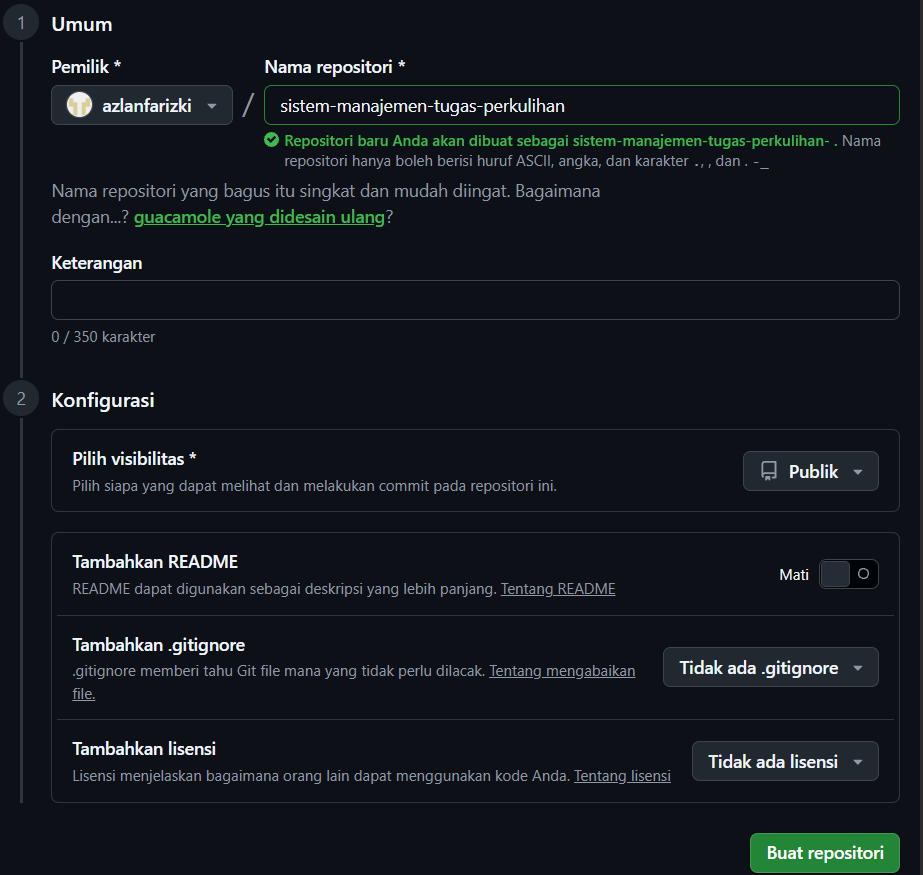 1 Umum
Pemilik * Nama repositori *
azlanfarizki / sistem-manajemen-tugas-perkulihan
Repositori baru Anda akan dibuat sebagai sistem-manajemen-tugas-perkulihan- . Nama
repositori hanya boleh berisi huruf ASCII, angka, dan karakter ., , dan . -_
Nama repositori yang bagus itu singkat dan mudah diingat. Bagaimana
dengan...? guacamole yang didesain ulang?
Keterangan
0 / 350 karakter
2 Konfigurasi
Pilih visibilitas *
Pilih siapa yang dapat melihat dan melakukan commit pada repositori ini.
Publik
Tambahkan README
README dapat digunakan sebagai deskripsi yang lebih panjang. Tentang README
Mati
Tambahkan .gitignore
.gitignore memberi tahu Git file mana yang tidak perlu dilacak. Tentang mengabaikan
file.
Tidak ada .gitignore
Tambahkan lisensi
Lisensi menjelaskan bagaimana orang lain dapat menggunakan kode Anda. Tentang lisensi
Tidak ada lisensi
Buat repositori